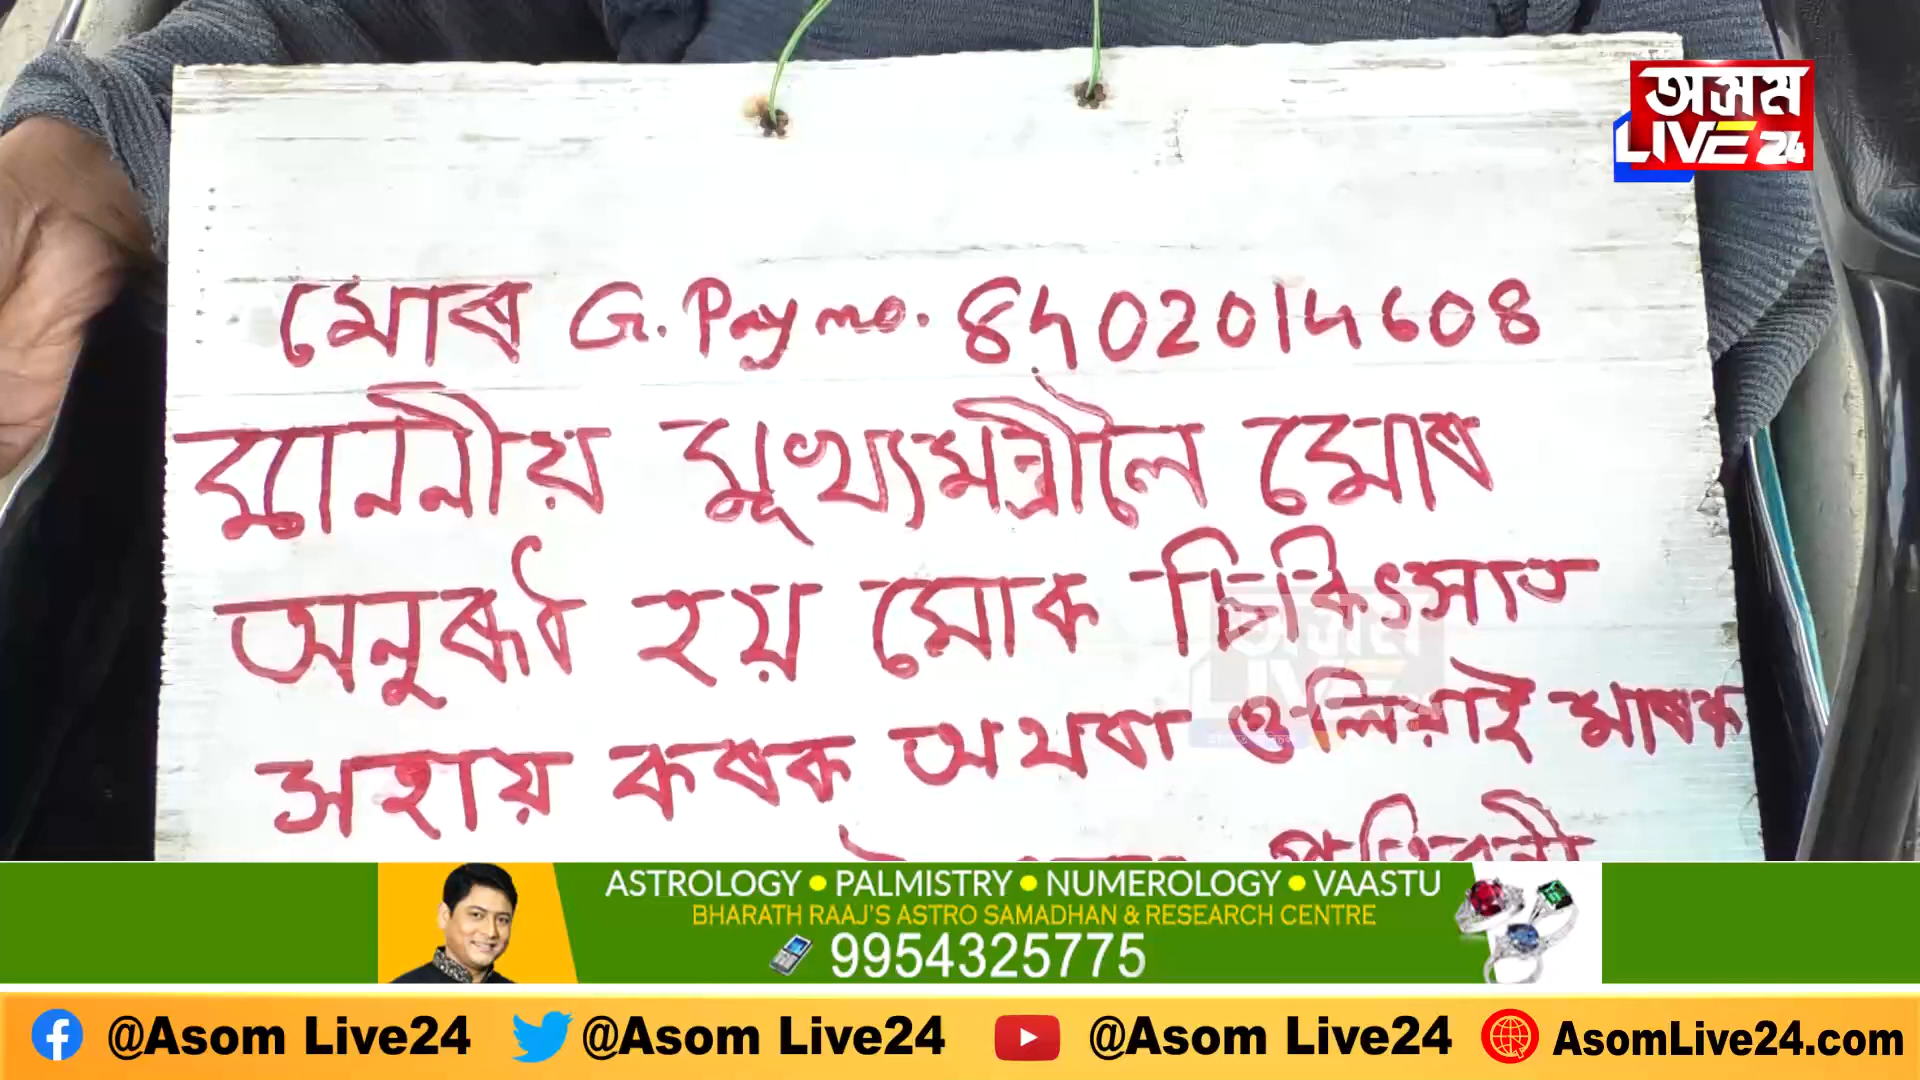 অসম
LIVE 24
মোৰ G. Pay no. 8402014608
মাননীয় মুখ্যমন্ত্ৰীলৈ মোৰ
অনুৰূধ হয় মোক চিকিৎসাত
সহায় কৰক অথবা গুলিয়াই মাৰক
ASTROLOGY • PALMISTRY • NUMEROLOGY • VAASTU
BHARATH RAAJ'S ASTRO SAMADHAN & RESEARCH CENTRE
9954325775
@Asom Live24 @Asom Live24 @Asom Live24 AsomLive24.com